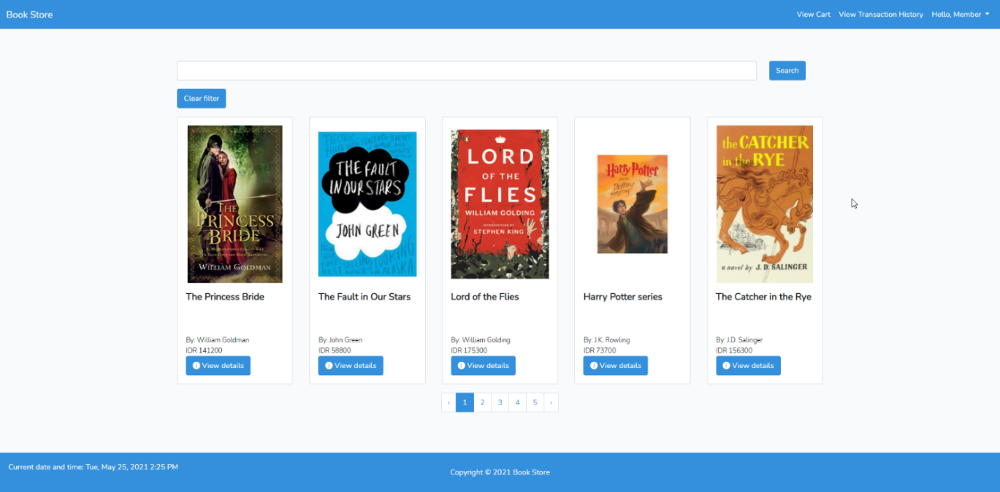 Book Store
View Cart
View Transaction History
Hello, Member
Search
Clear filter
THE
PRINCESS
BRIDE
WILLIAM GOLDMAN
The Princess Bride
By: William Goldman
IDR 141200
View details
THE FAULT
IN OUR STARS
JOHN GREEN
The Fault in Our Stars
By: John Green
IDR 58800
View details
LORD
OF THE
FLIES
WILLIAM GOLDING
INTRODUCTION BY
STEPHEN KING
Lord of the Flies
By: William Golding
IDR 175300
View details
Harry Potter
Harry Potter series
By: J.K. Rowling
IDR 73700
View details
the CATCHER
in the RYE
a novel by J. D. SALINGER
The Catcher in the Rye
By: J.D. Salinger
IDR 156300
View details
‹ 1 2 3 4 5 ›
Current date and time: Tue, May 25, 2021 2:25 PM
Copyright © 2021 Book Store